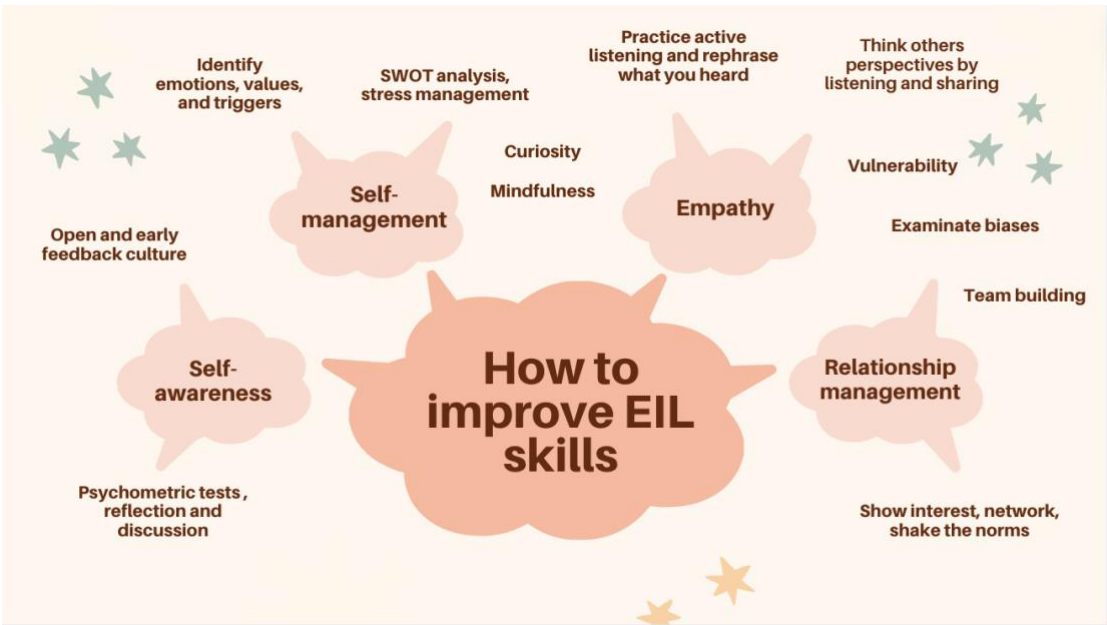 Identify
emotions, values,
and triggers
SWOT analysis,
stress management
Practice active
listening and rephrase
what you heard
Think others
perspectives by
listening and sharing
Curiosity
Mindfulness
Vulnerability
Self-
management
Empathy
Examinate biases
Open and early
feedback culture
Team building
Self-
awareness
How to
improve EIL
skills
Relationship
management
Psychometric tests ,
reflection and
discussion
Show interest, network,
shake the norms